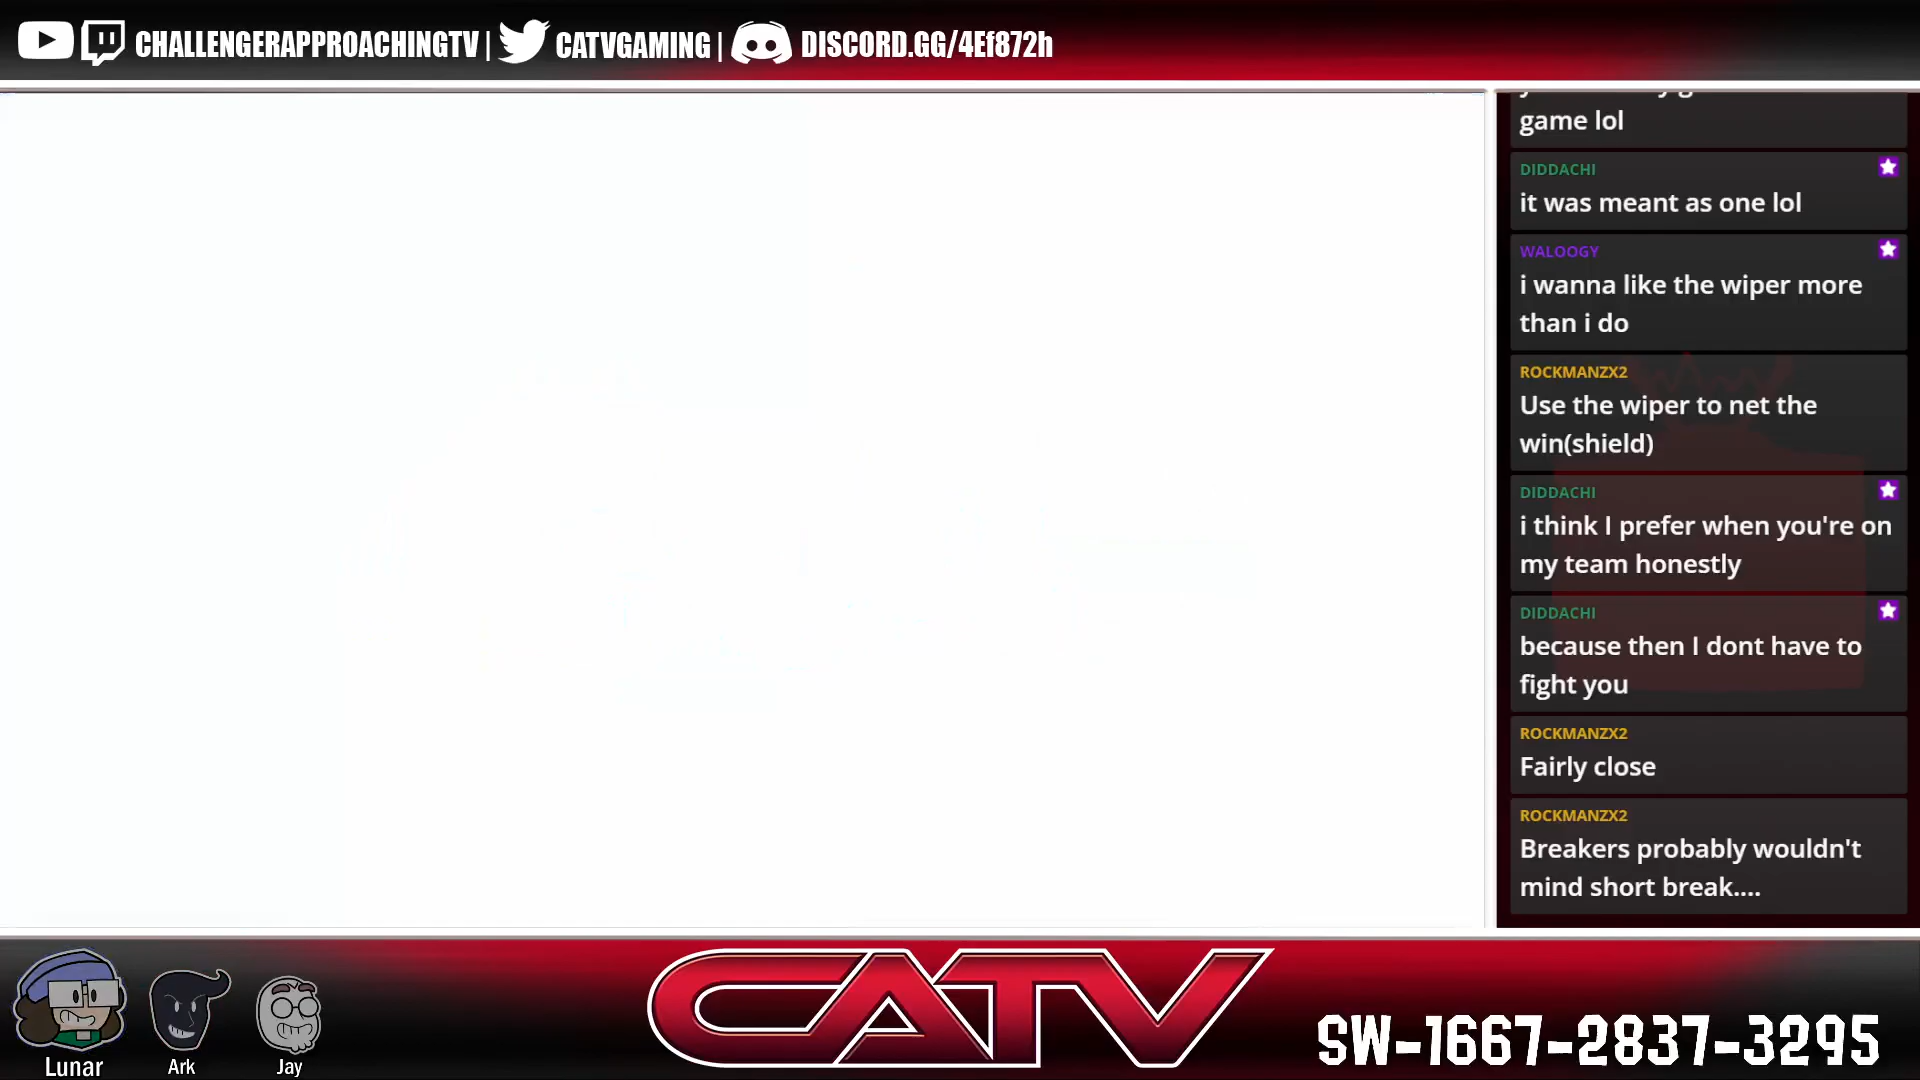 CHALLENGERAPPROACHINGTV | CATVGAMING | DISCORD.GG/4Ef872h
game lol
DIDDACHI
it was meant as one lol
WALOOGY
i wanna like the wiper more
than i do
ROCKMANZX2
Use the wiper to net the
win(shield)
DIDDACHI
i think I prefer when you're on
my team honestly
DIDDACHI
because then I dont have to
fight you
ROCKMANZX2
Fairly close
ROCKMANZX2
Breakers probably wouldn't
mind short break....
Lunar
Ark
Jay
CATV
SW-1667-2837-3295